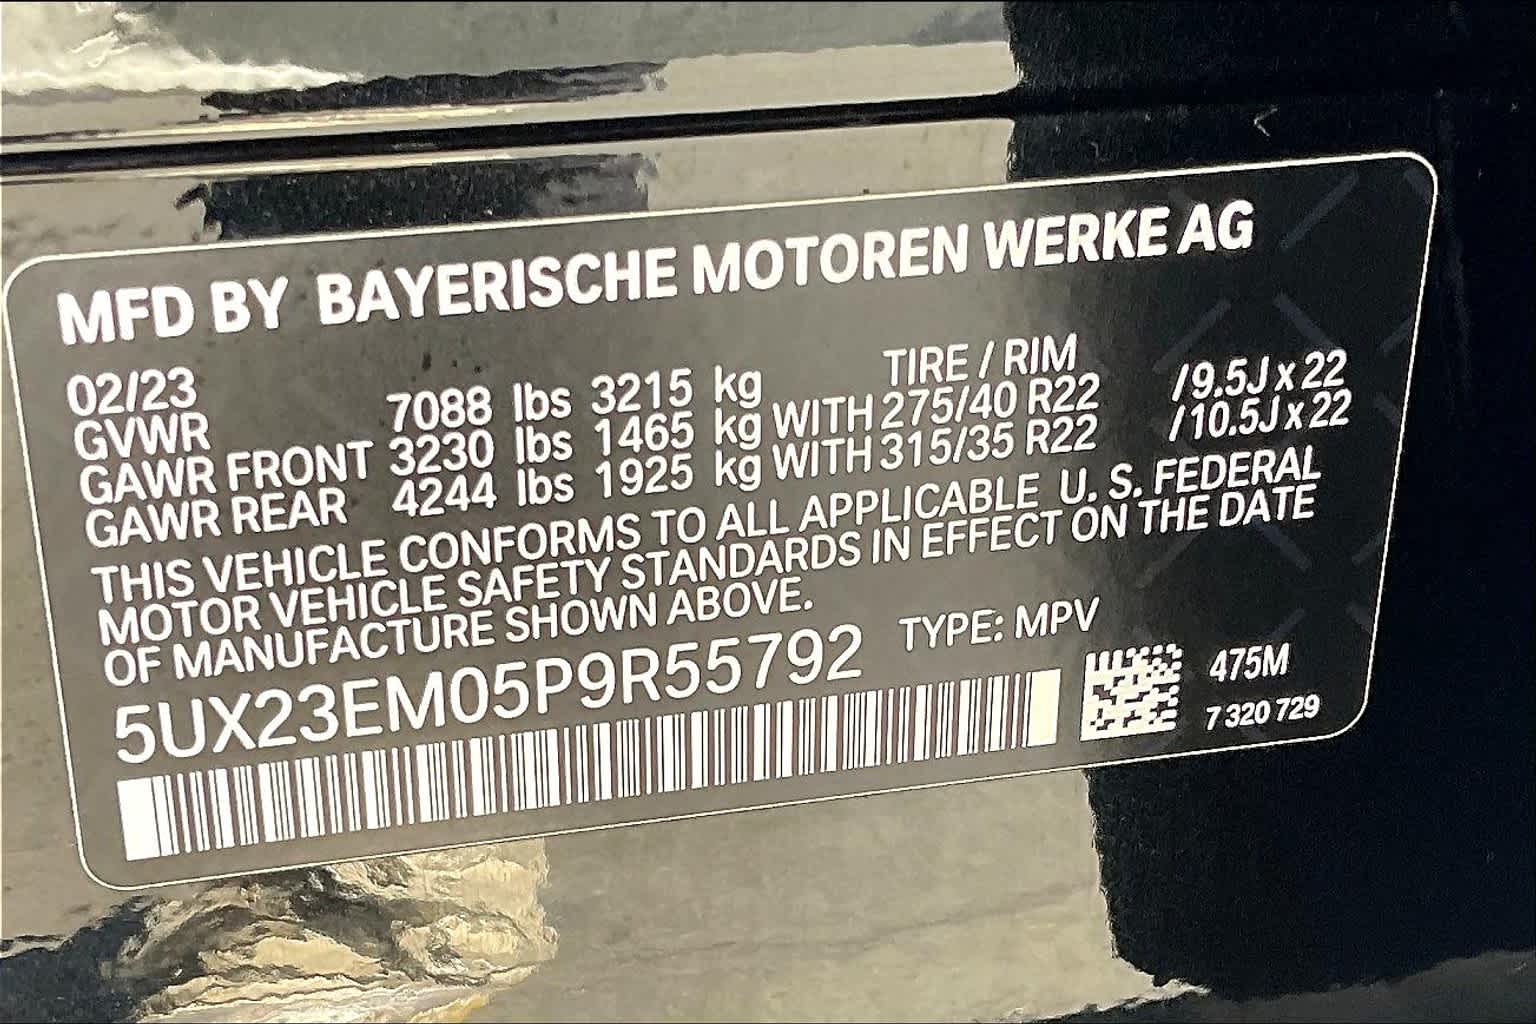 MFD BY BAYERISCHE MOTOREN WERKE AG
02/23 TIRE / RIM
GVWR 7088 lbs 3215 kg
GAWR FRONT 3230 lbs 1465 kg WITH 275/40 R22 /9.5J x 22
GAWR REAR 4244 lbs 1925 kg WITH 315/35 R22 /10.5J x 22
THIS VEHICLE CONFORMS TO ALL APPLICABLE U. S. FEDERAL
MOTOR VEHICLE SAFETY STANDARDS IN EFFECT ON THE DATE
OF MANUFACTURE SHOWN ABOVE.
5UX23EM05P9R55792 TYPE: MPV
475M
7 320 729